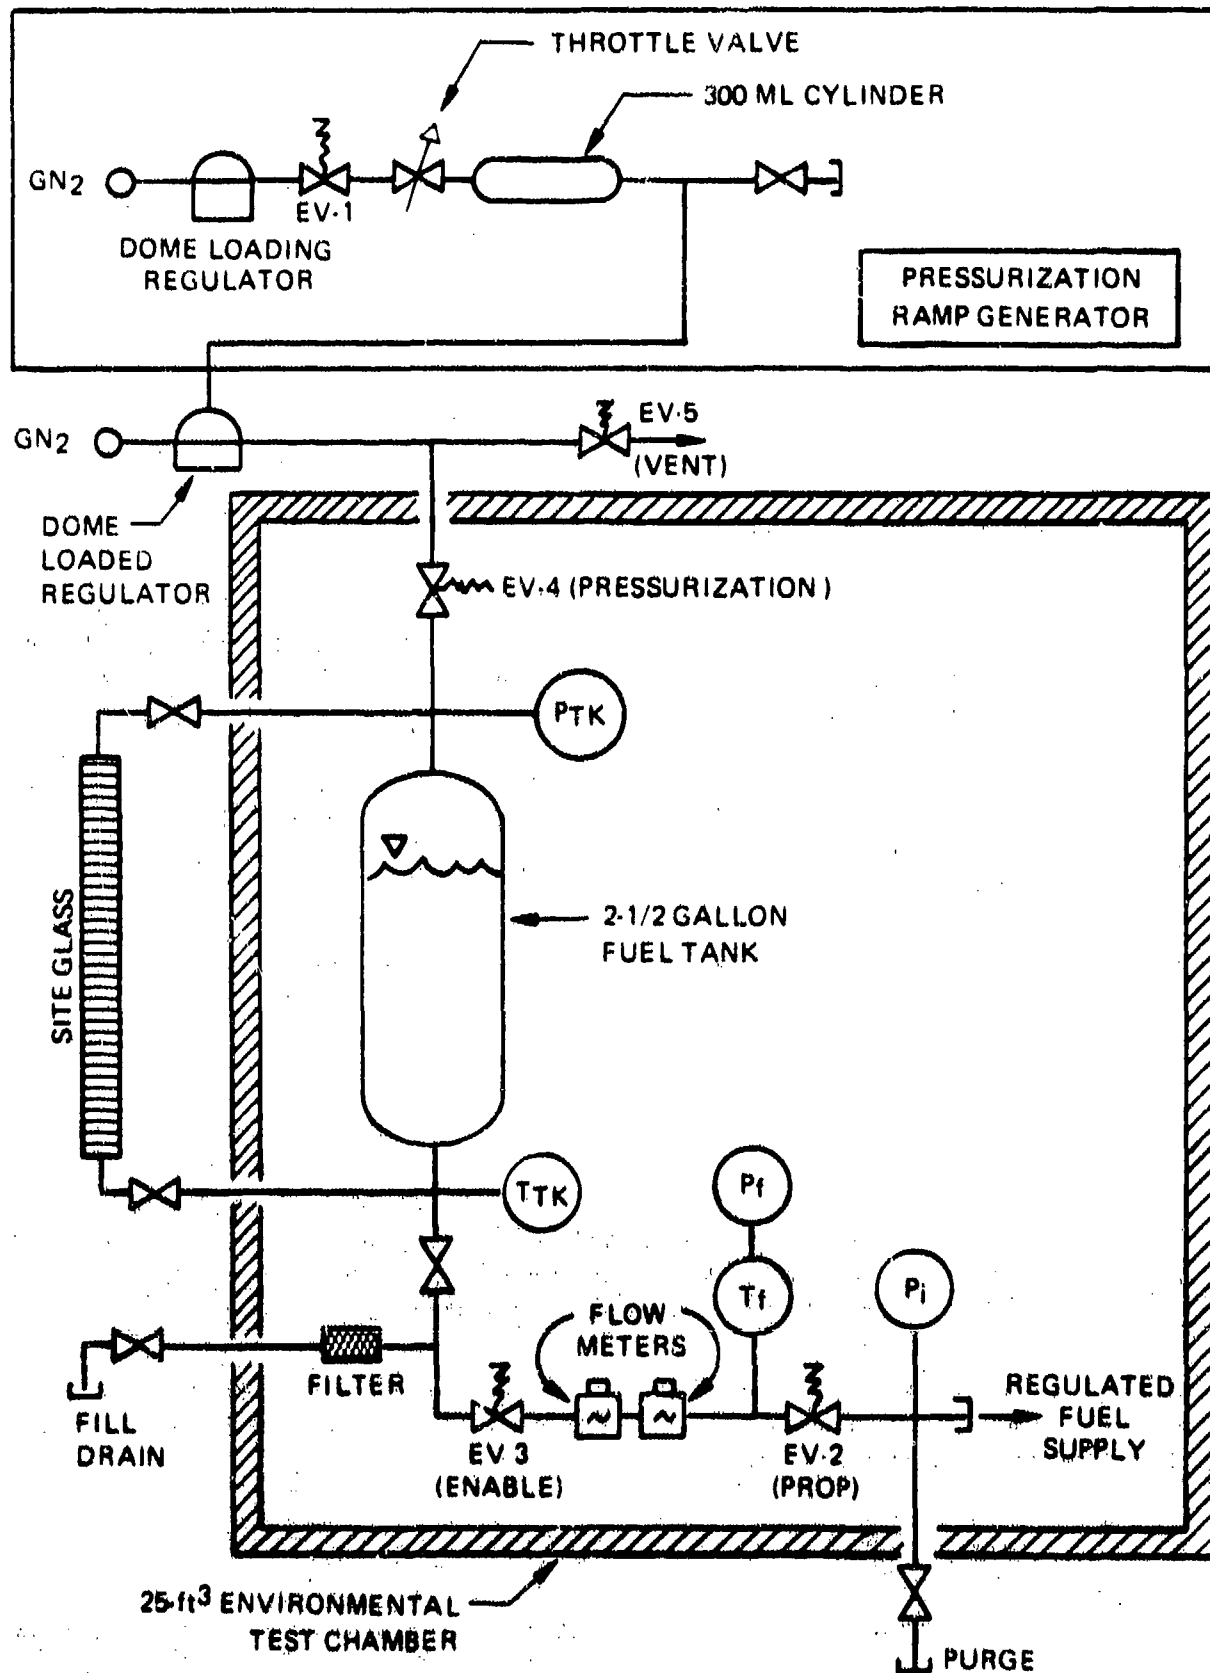 THROTTLE VALVE
300 ML CYLINDER
GN2
EV-1
DOME LOADING
REGULATOR
PRESSURIZATION
RAMP GENERATOR
GN2
EV-5
(VENT)
DOME
LOADED
REGULATOR
EV-4 (PRESSURIZATION)
PTK
SITE GLASS
2-1/2 GALLON
FUEL TANK
TTK
Pf
Tf
Pi
FLOW
METERS
FILTER
FILL
DRAIN
EV-3
(ENABLE)
EV-2
(PROP)
REGULATED
FUEL
SUPPLY
25-ft³ ENVIRONMENTAL
TEST CHAMBER
PURGE